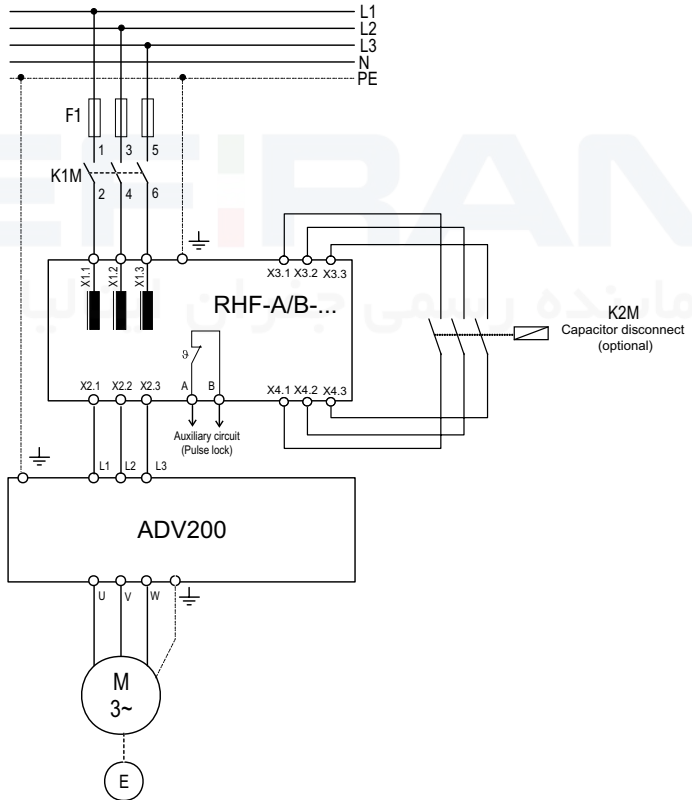 L1
L2
L3
N
PE
F1
1 3 5
K1M
2 4 6
EFIRAN
X1.1 X1.2 X1.3
X3.1 X3.2 X3.3
RHF-A/B-...
K2M
Capacitor disconnect
(optional)
ϑ
X2.1 X2.2 X2.3 A B
X4.1 X4.2 X4.3
Auxiliary circuit
(Pulse lock)
L1 L2 L3
ADV200
U V W
M
3~
E